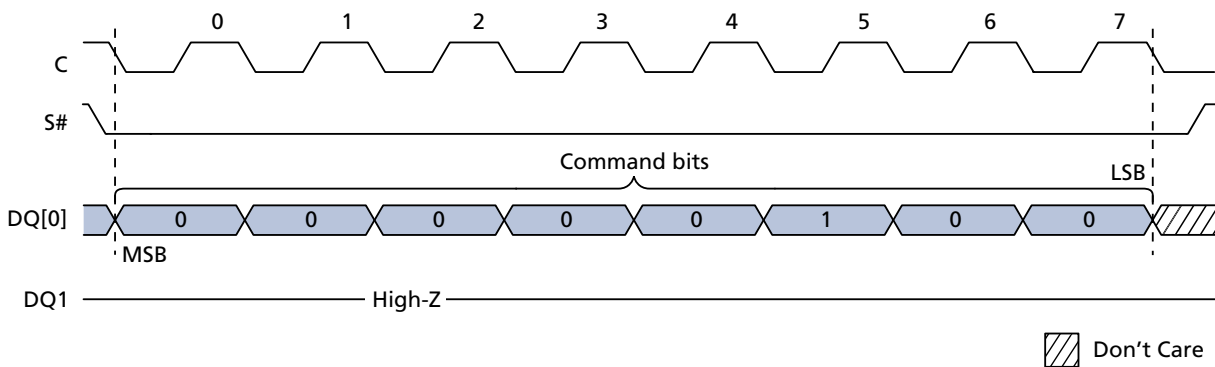 0 1 2 3 4 5 6 7
C
S#
Command bits
LSB
DQ[0] 0 0 0 0 0 1 0 0
MSB
DQ1 High-Z
Don't Care